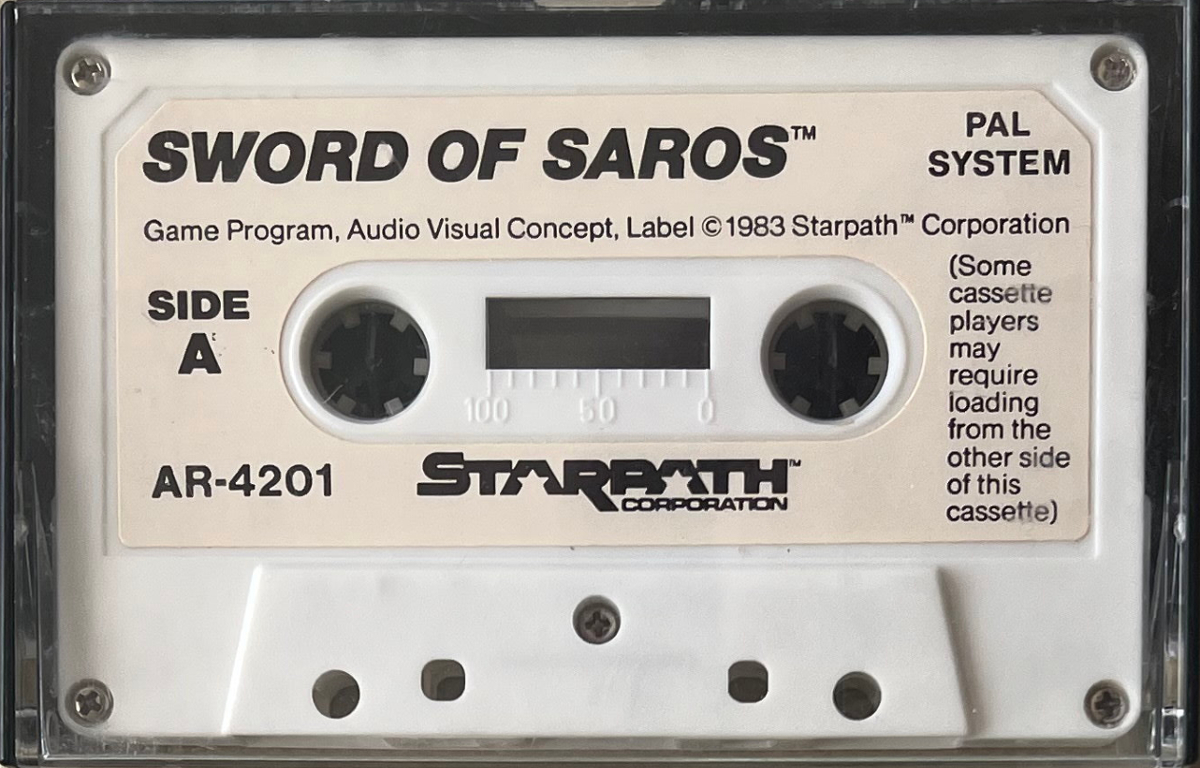 SWORD OF SAROS™
PAL
SYSTEM
Game Program, Audio Visual Concept, Label ©1983 Starpath™ Corporation
SIDE
A
(Some
cassette
players
may
require
loading
from the
other side
of this
cassette)
100 50 0
AR-4201
STARPATH™
CORPORATION